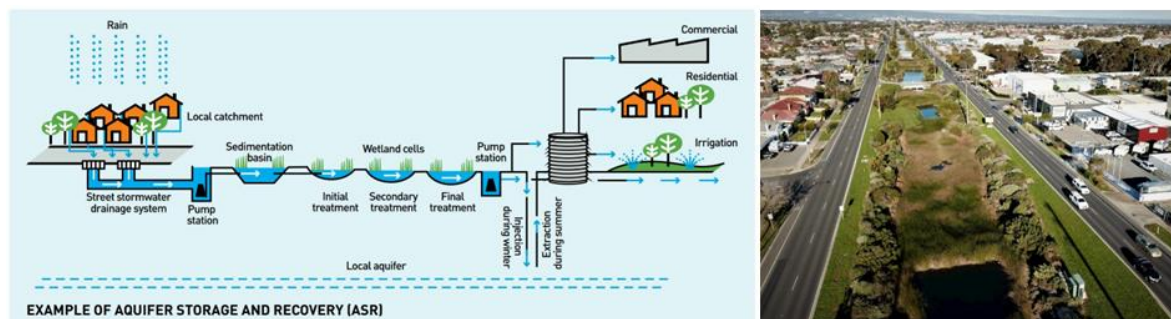 Rain
Local catchment
Street stormwater
drainage system
Pump
station
Sedimentation
basin
Wetland cells
Initial
treatment
Secondary
treatment
Final
treatment
Pump
station
Injection
during winter
Extraction
during summer
Commercial
Residential
Irrigation
Local aquifer
EXAMPLE OF AQUIFER STORAGE AND RECOVERY (ASR)